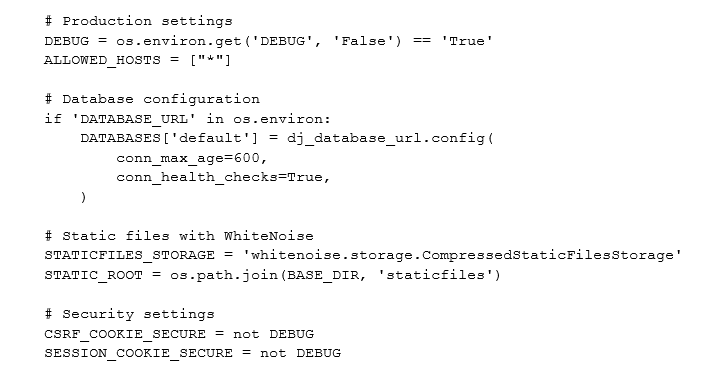 # Production settings
DEBUG = os.environ.get('DEBUG', 'False') == 'True'
ALLOWED_HOSTS = ["*"]

# Database configuration
if 'DATABASE_URL' in os.environ:
    DATABASES['default'] = dj_database_url.config(
        conn_max_age=600,
        conn_health_checks=True,
    )

# Static files with WhiteNoise
STATICFILES_STORAGE = 'whitenoise.storage.CompressedStaticFilesStorage'
STATIC_ROOT = os.path.join(BASE_DIR, 'staticfiles')

# Security settings
CSRF_COOKIE_SECURE = not DEBUG
SESSION_COOKIE_SECURE = not DEBUG